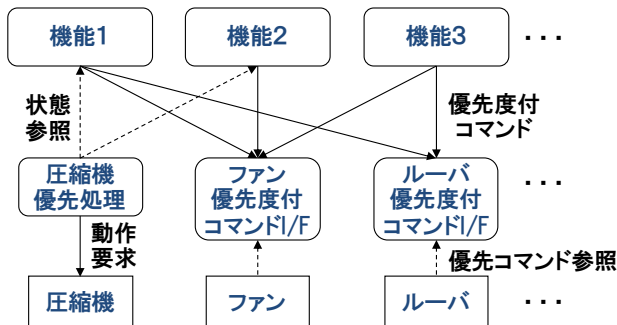 機能1
機能2
機能3
・・・
状態
参照
優先度付
コマンド
圧縮機
優先処理
ファン
優先度付
コマンドI/F
ルーバ
優先度付
コマンドI/F
・・・
動作
要求
優先コマンド参照
圧縮機
ファン
ルーバ
・・・